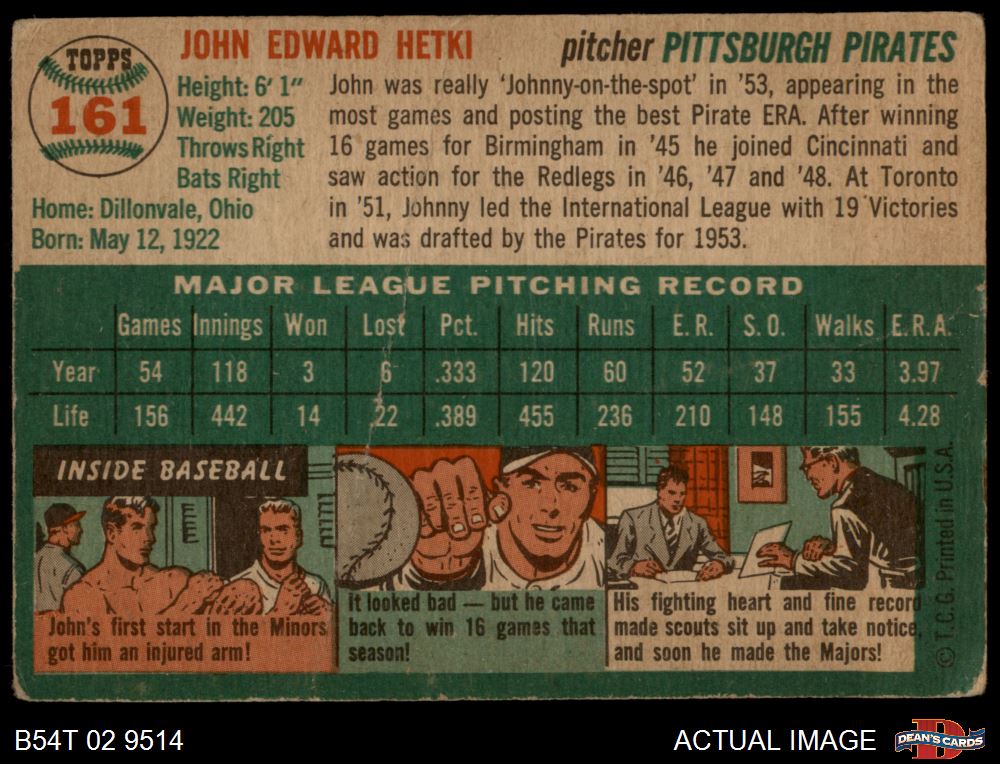 TOPPS
161
JOHN EDWARD HETKI
pitcher PITTSBURGH PIRATES
Height: 6' 1"
Weight: 205
Throws Right
Bats Right
Home: Dillonvale, Ohio
Born: May 12, 1922
John was really 'Johnny-on-the-spot' in '53, appearing in the
most games and posting the best Pirate ERA. After winning
16 games for Birmingham in '45 he joined Cincinnati and
saw action for the Redlegs in '46, '47 and '48. At Toronto
in '51, Johnny led the International League with 19 Victories
and was drafted by the Pirates for 1953.
MAJOR LEAGUE PITCHING RECORD
Games Innings Won Lost Pct. Hits Runs E.R. S.O. Walks E.R.A.
Year 54 118 3 6 .333 120 60 52 37 33 3.97
Life 156 442 14 22 .389 455 236 210 148 155 4.28
INSIDE BASEBALL
John's first start in the Minors
got him an injured arm!
It looked bad — but he came
back to win 16 games that
season!
His fighting heart and fine record
made scouts sit up and take notice,
and soon he made the Majors!
© T.C.G. Printed in U.S.A.
B54T 02 9514
ACTUAL IMAGE
DEAN'S CARDS